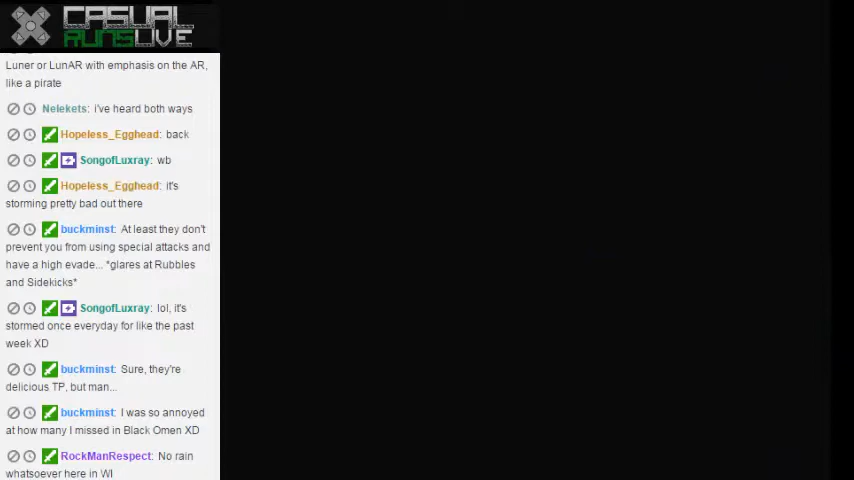 CASUAL
RUNSLIVE
Luner or LunAR with emphasis on the AR,
like a pirate
Nelekets: i've heard both ways
Hopeless_Egghead: back
SongofLuxray: wb
Hopeless_Egghead: it's
storming pretty bad out there
buckminst: At least they don't
prevent you from using special attacks and
have a high evade... *glares at Rubbles
and Sidekicks*
SongofLuxray: lol, it's
stormed once everyday for like the past
week XD
buckminst: Sure, they're
delicious TP, but man...
buckminst: I was so annoyed
at how many I missed in Black Omen XD
RockManRespect: No rain
whatsoever here in WI